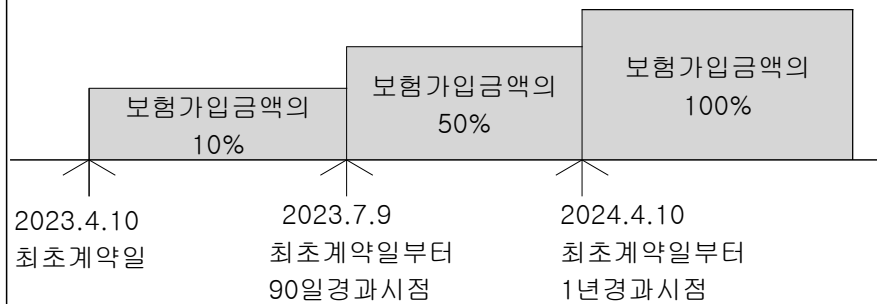 보험가입금액의
10%
보험가입금액의
50%
보험가입금액의
100%
2023.4.10
최초계약일
2023.7.9
최초계약일부터
90일경과시점
2024.4.10
최초계약일부터
1년경과시점